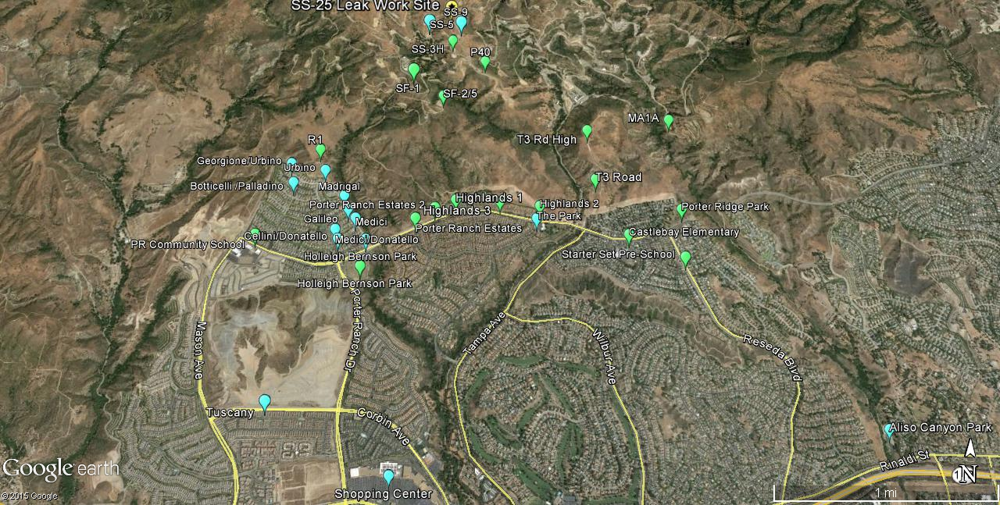 SS-25 Leak Work Site
SS-9
SS-5
SS-3H
P40
SF-1
SF-2/5
MA1A
T3 Rd High
R1
Georgione/Urbino
Urbino
T3 Road
Botticelli /Palladino
Madrigal
Highlands 1
Porter Ranch Estates 2
Highlands 2
Highlands 3
Porter Ridge Park
The Park
Galileo
Medici
Porter Ranch Estates
Cellini/Donatello
Medici/Donatello
Castlebay Elementary
PR Community School
Holleigh Bernson Park
Starter Set Pre-School
Holleigh Bernson Park
Porter Ranch Dr
Mason Ave
Tampa Ave
Wilbur Ave
Reseda Blvd
Tuscany
Corbin Ave
Aliso Canyon Park
Rinaldi St
Google earth
N
© 2015 Google
Shopping Center
1 mi